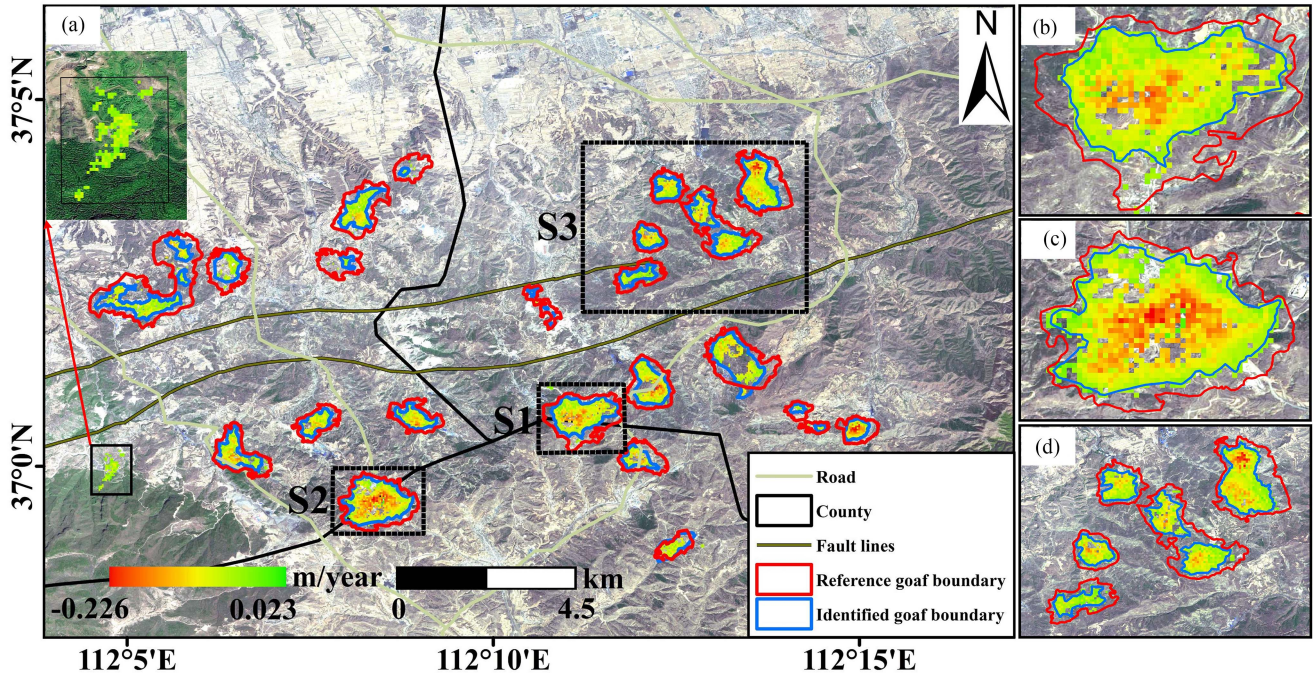 (a)
N
(b)
37°5'N
S3
(c)
S1
37°0'N
S2
Road
County
Fault lines
Reference goaf boundary
Identified goaf boundary
m/year
km
-0.226
0.023
0
4.5
(d)
112°5'E
112°10'E
112°15'E